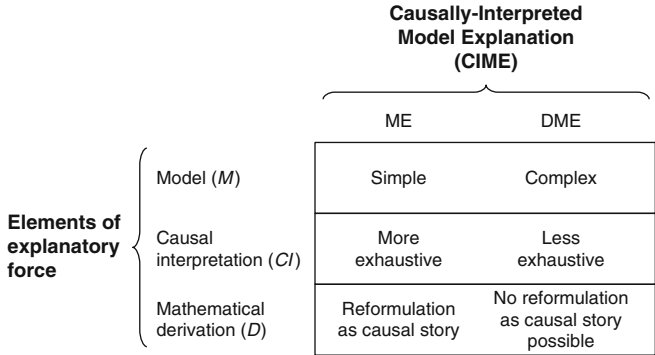 Causally-Interpreted
Model Explanation
(CIME)
ME
DME
Elements of
explanatory
force
Model (M)
Simple
Complex
Causal
interpretation (CI)
More
exhaustive
Less
exhaustive
Mathematical
derivation (D)
Reformulation
as causal story
No reformulation
as causal story
possible